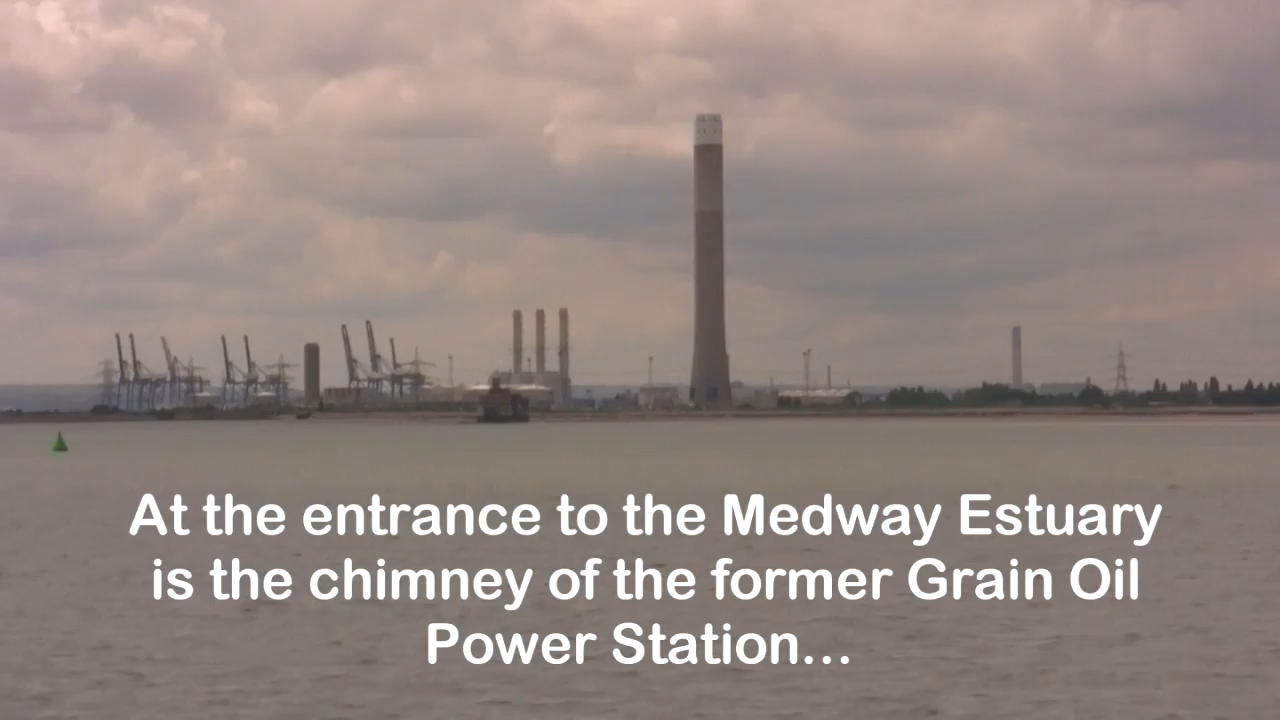 At the entrance to the Medway Estuary
is the chimney of the former Grain Oil
Power Station...